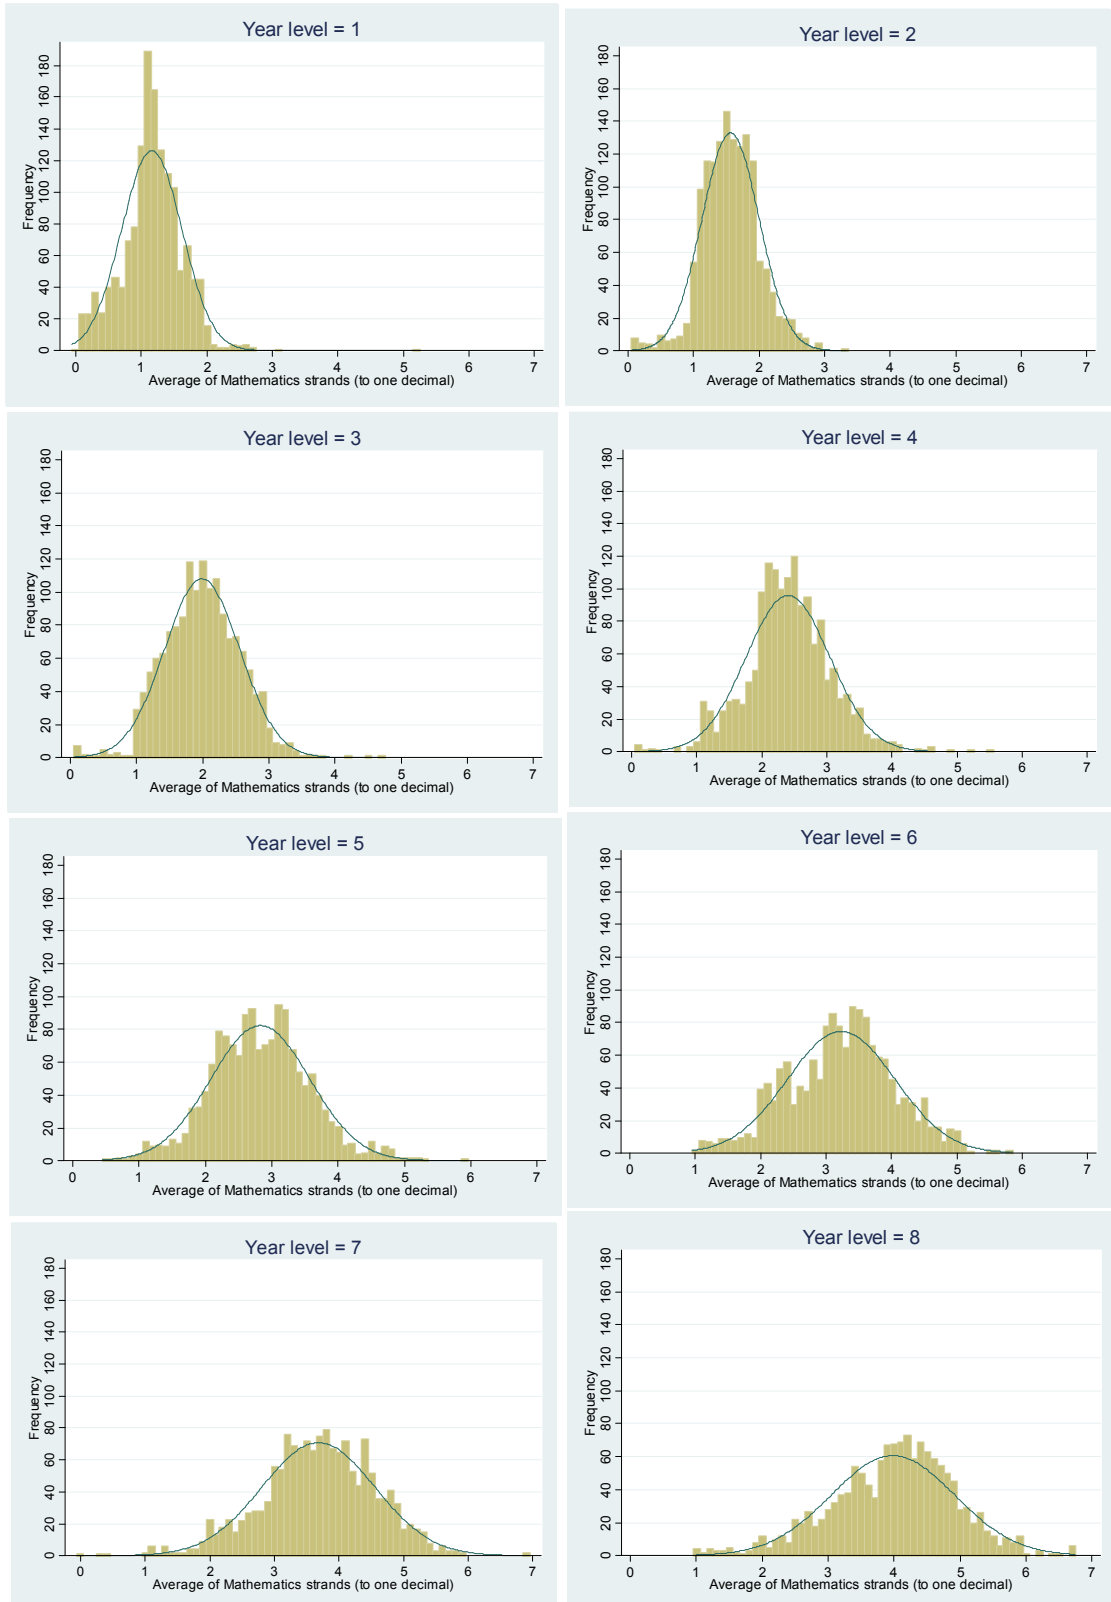 Year level = 1
Frequency
0 20 40 60 80 100 120 140 160 180
0 1 2 3 4 5 6 7
Average of Mathematics strands (to one decimal)
Year level = 2
Frequency
0 20 40 60 80 100 120 140 160 180
0 1 2 3 4 5 6 7
Average of Mathematics strands (to one decimal)
Year level = 3
Frequency
0 20 40 60 80 100 120 140 160 180
0 1 2 3 4 5 6 7
Average of Mathematics strands (to one decimal)
Year level = 4
Frequency
0 20 40 60 80 100 120 140 160 180
0 1 2 3 4 5 6 7
Average of Mathematics strands (to one decimal)
Year level = 5
Frequency
0 20 40 60 80 100 120 140 160 180
0 1 2 3 4 5 6 7
Average of Mathematics strands (to one decimal)
Year level = 6
Frequency
0 20 40 60 80 100 120 140 160 180
0 1 2 3 4 5 6 7
Average of Mathematics strands (to one decimal)
Year level = 7
Frequency
0 20 40 60 80 100 120 140 160 180
0 1 2 3 4 5 6 7
Average of Mathematics strands (to one decimal)
Year level = 8
Frequency
0 20 40 60 80 100 120 140 160 180
0 1 2 3 4 5 6 7
Average of Mathematics strands (to one decimal)